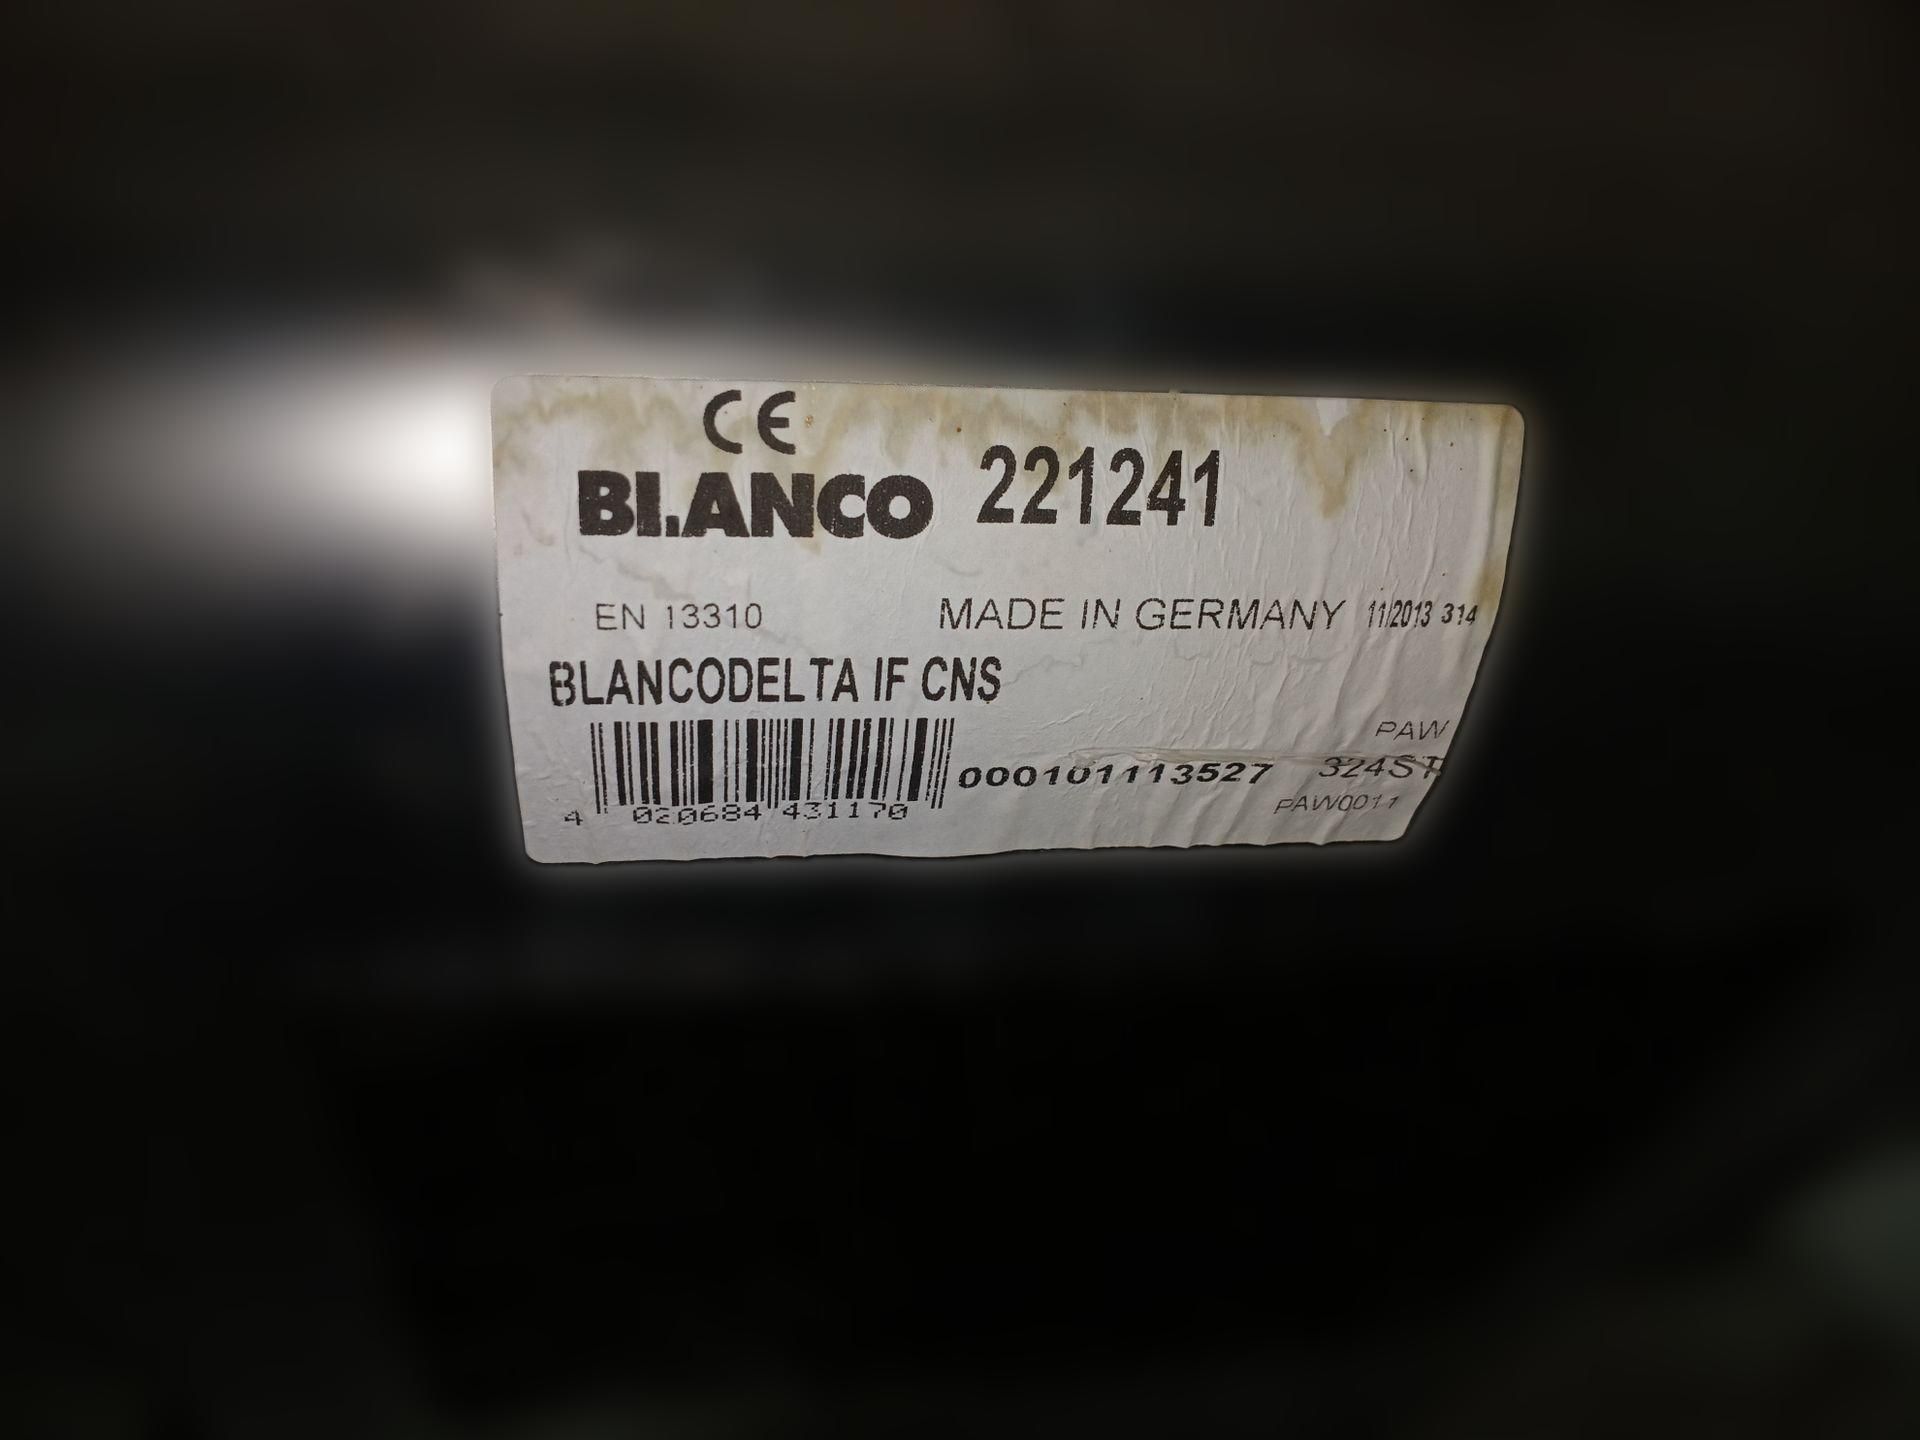 CE
BLANCO 221241
EN 13310 MADE IN GERMANY 11/2013 314
BLANCODELTA IF CNS
PAW
000101113527 324ST
4 020684 431170 PAW0011